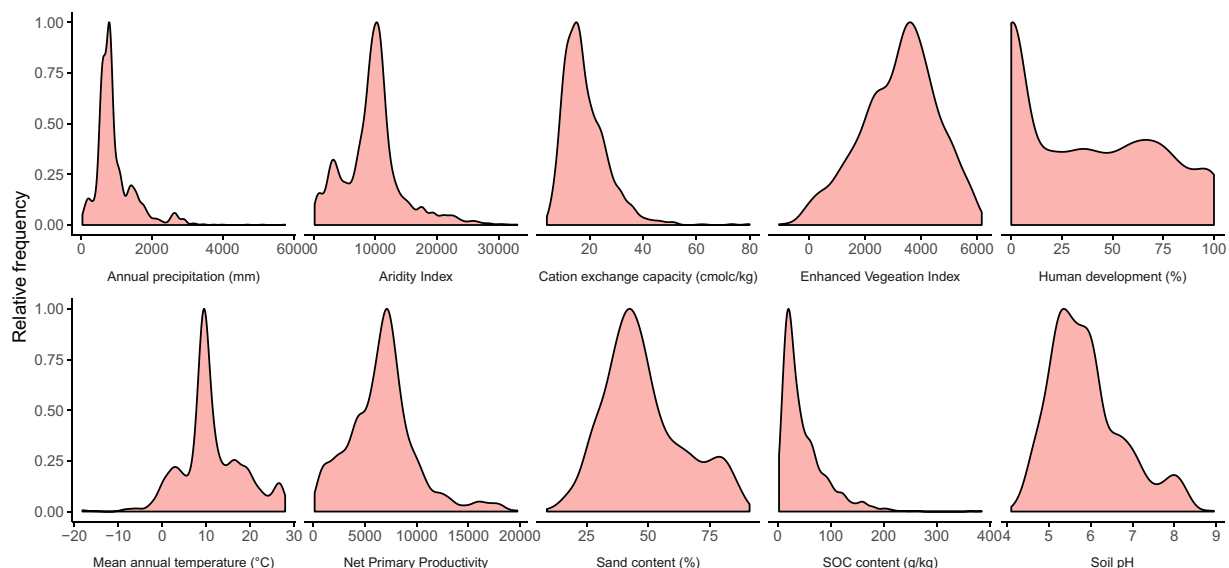 Relative frequency
1.00
0.75
0.50
0.25
0.00
0 2000 4000 6000
Annual precipitation (mm)
0 10000 20000 30000
Aridity Index
20 40 60 80
Cation exchange capacity (cmolc/kg)
0 2000 4000 6000
Enhanced Vegeation Index
0 25 50 75 100
Human development (%)
1.00
0.75
0.50
0.25
0.00
−20 −10 0 10 20 30
Mean annual temperature (°C)
0 5000 10000 15000 20000
Net Primary Productivity
25 50 75
Sand content (%)
0 100 200 300 400
SOC content (g/kg)
4 5 6 7 8 9
Soil pH